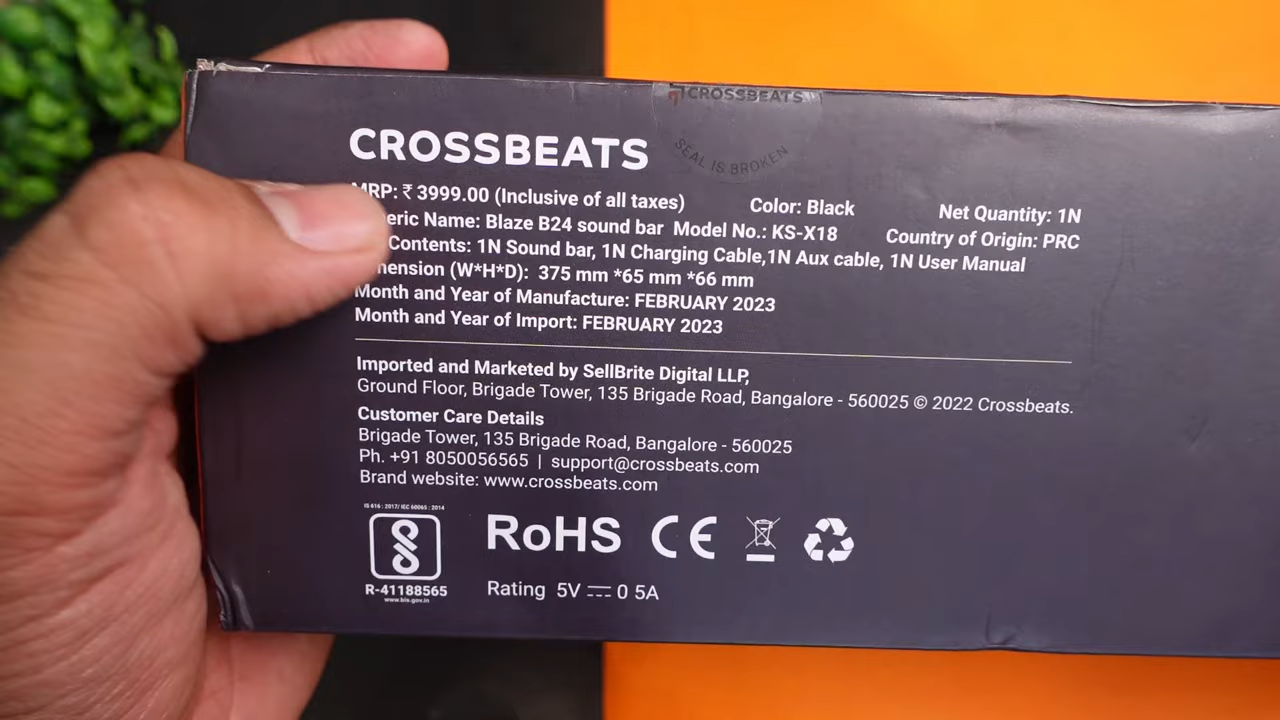 CROSSBEATS
SEAL IS BROKEN
CROSSBEATS
MRP: ₹ 3999.00 (Inclusive of all taxes) Color: Black Net Quantity: 1N
Name: Blaze B24 sound bar Model No.: KS-X18 Country of Origin: PRC
Contents: 1N Sound bar, 1N Charging Cable,1N Aux cable, 1N User Manual
(W*H*D): 375 mm *65 mm *66 mm
Month and Year of Manufacture: FEBRUARY 2023
Month and Year of Import: FEBRUARY 2023
Imported and Marketed by SellBrite Digital LLP,
Ground Floor, Brigade Tower, 135 Brigade Road, Bangalore - 560025 © 2022 Crossbeats.
Customer Care Details
Brigade Tower, 135 Brigade Road, Bangalore - 560025
Ph. +91 8050056565 | support@crossbeats.com
Brand website: www.crossbeats.com
IS 616 : 2017/ IEC 60065 : 2014
RoHS CE
R-41188565
www.bis.gov.in
Rating 5V 0 5A